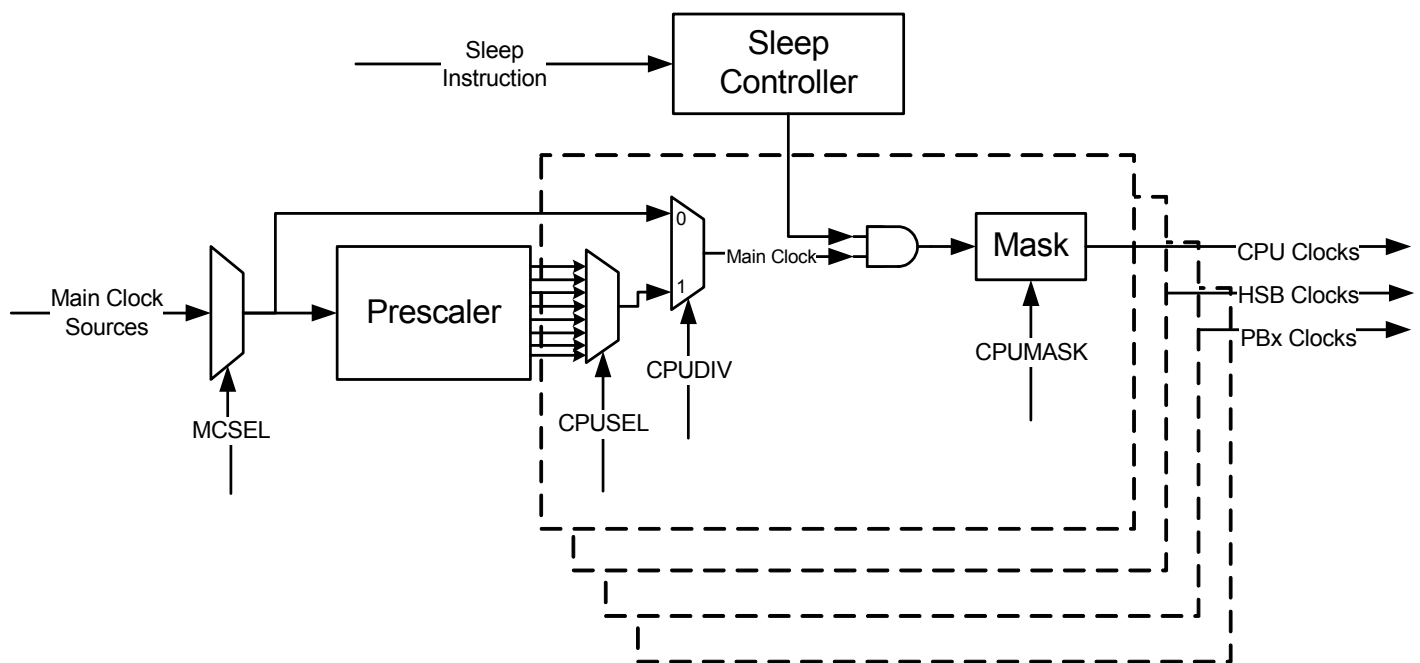 Sleep
Instruction
Sleep
Controller
Main Clock
Sources
MCSEL
Prescaler
CPUSEL
0
1
CPUDIV
Main Clock
Mask
CPUMASK
CPU Clocks
HSB Clocks
PBx Clocks